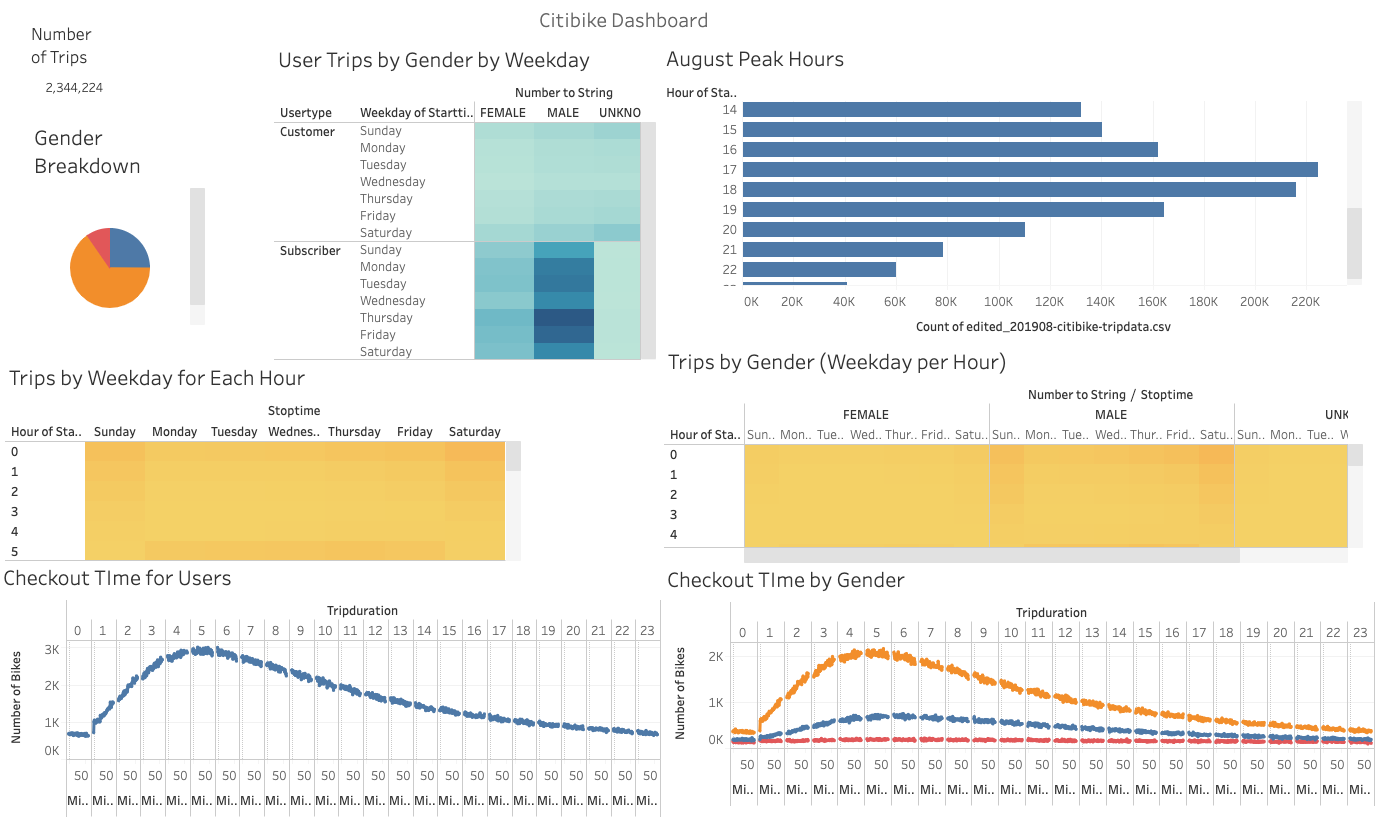 Citibike Dashboard
Number
of Trips
2,344,224
Gender
Breakdown
User Trips by Gender by Weekday
Number to String
Usertype Weekday of Startti.. FEMALE MALE UNKNO
Customer Sunday
Monday
Tuesday
Wednesday
Thursday
Friday
Saturday
Subscriber Sunday
Monday
Tuesday
Wednesday
Thursday
Friday
Saturday
August Peak Hours
Hour of Sta..
14
15
16
17
18
19
20
21
22
0K 20K 40K 60K 80K 100K 120K 140K 160K 180K 200K 220K
Count of edited_201908-citibike-tripdata.csv
Trips by Weekday for Each Hour
Stoptime
Hour of Sta.. Sunday Monday Tuesday Wednes.. Thursday Friday Saturday
0
1
2
3
4
5
Trips by Gender (Weekday per Hour)
Number to String / Stoptime
FEMALE MALE UNK
Hour of Sta.. Sun.. Mon.. Tue.. Wed.. Thur.. Frid.. Satu.. Sun.. Mon.. Tue.. Wed.. Thur.. Frid.. Satu.. Sun.. Mon.. Tue.. W
0
1
2
3
4
Checkout TIme for Users
Tripduration
0 1 2 3 4 5 6 7 8 9 10 11 12 13 14 15 16 17 18 19 20 21 22 23
Number of Bikes
3K
2K
1K
0K
50 50 50 50 50 50 50 50 50 50 50 50 50 50 50 50 50 50 50 50 50 50 50 50
Mi.. Mi.. Mi.. Mi.. Mi.. Mi.. Mi.. Mi.. Mi.. Mi.. Mi.. Mi.. Mi.. Mi.. Mi.. Mi.. Mi.. Mi.. Mi.. Mi.. Mi.. Mi.. Mi.. Mi..
Checkout TIme by Gender
Tripduration
0 1 2 3 4 5 6 7 8 9 10 11 12 13 14 15 16 17 18 19 20 21 22 23
Number of Bikes
2K
1K
0K
50 50 50 50 50 50 50 50 50 50 50 50 50 50 50 50 50 50 50 50 50 50 50 50
Mi.. Mi.. Mi.. Mi.. Mi.. Mi.. Mi.. Mi.. Mi.. Mi.. Mi.. Mi.. Mi.. Mi.. Mi.. Mi.. Mi.. Mi.. Mi.. Mi.. Mi.. Mi.. Mi.. Mi..